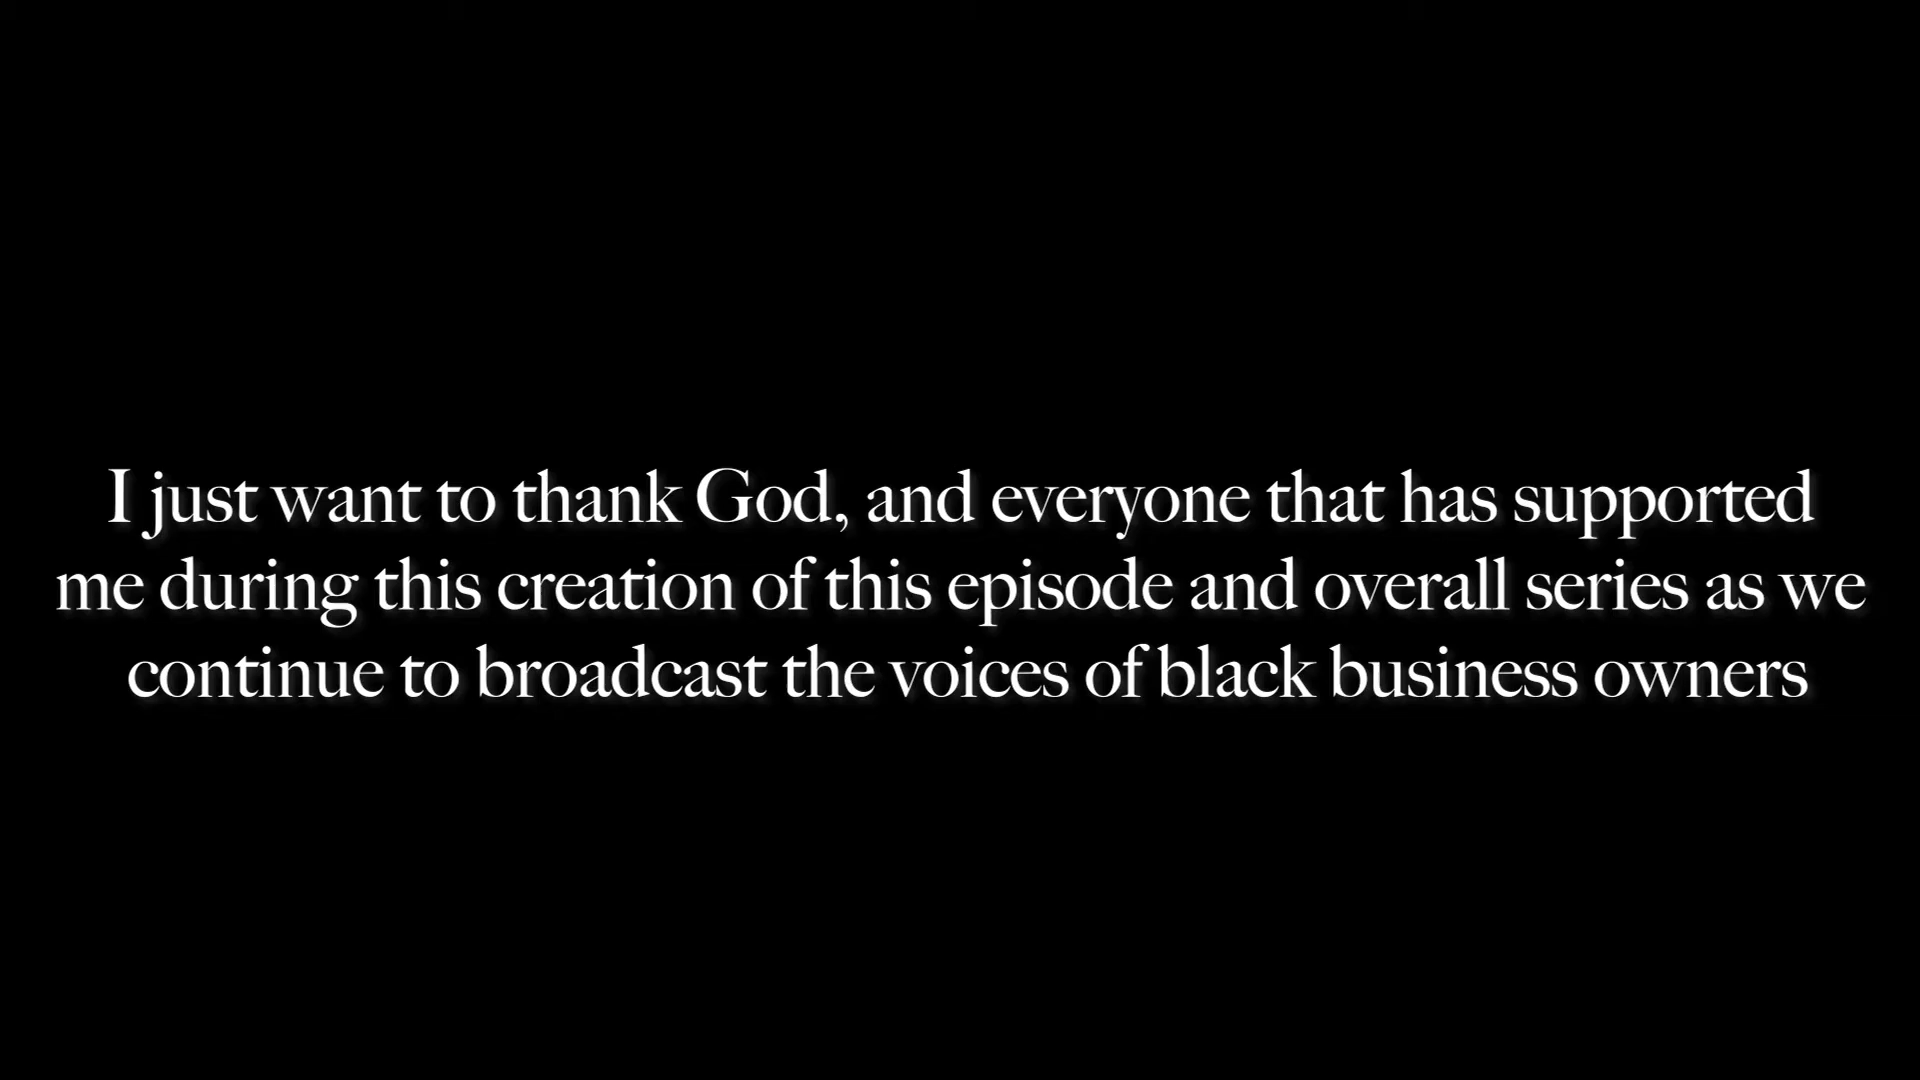 I just want to thank God, and everyone that has supported
me during this creation of this episode and overall series as we
continue to broadcast the voices of black business owners